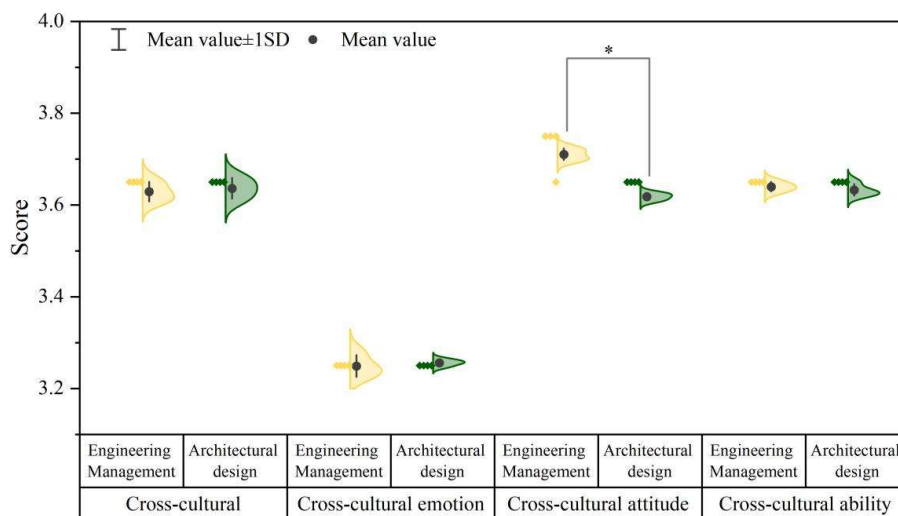 4.0
3.8
3.6
3.4
3.2
Score
Mean value±1SD
Mean value
*
Engineering Management
Architectural design
Engineering Management
Architectural design
Engineering Management
Architectural design
Engineering Management
Architectural design
Cross-cultural
Cross-cultural emotion
Cross-cultural attitude
Cross-cultural ability